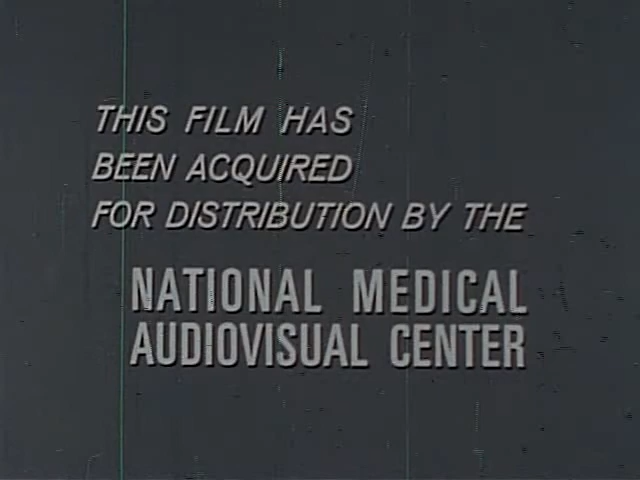 THIS FILM HAS
BEEN ACQUIRED
FOR DISTRIBUTION BY THE
NATIONAL MEDICAL
AUDIOVISUAL CENTER